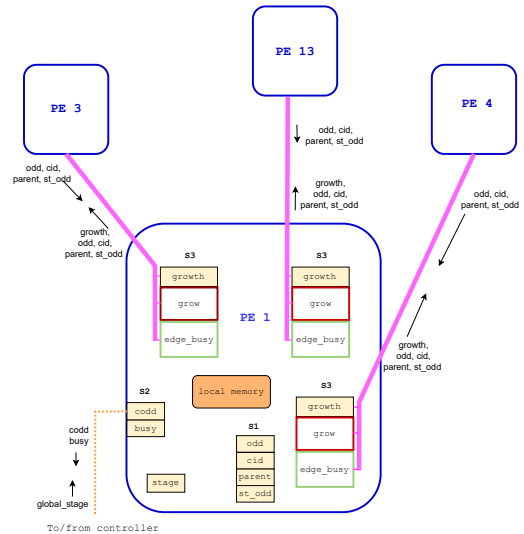 PE 13
PE 3
PE 4
odd, cid,
parent, st_odd
odd, cid,
parent, st_odd
growth,
odd, cid,
parent, st_odd
odd, cid,
parent, st_odd
growth,
odd, cid,
parent, st_odd
S3
growth
grow
edge_busy
S3
growth
grow
edge_busy
PE 1
growth,
odd, cid,
parent, st_odd
local memory
S3
growth
grow
edge_busy
S2
codd
busy
S1
odd
cid
parent
st_odd
stage
codd
busy
global_stage
To/from controller